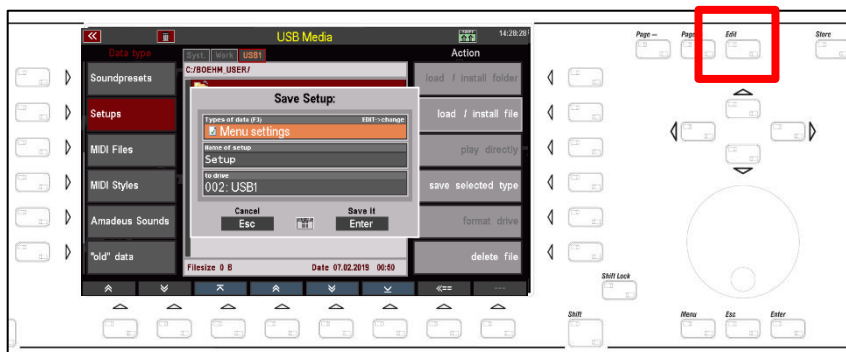 USB Media
14:28:28
Data type
Syst. Work USB1
Action
C:/BOEHM_USER/
Soundpresets
Setups
MIDI Files
MIDI Styles
Amadeus Sounds
"old" data
Save Setup:
Types of data (F1) EDIT->change
Menu settings
Name of setup
Setup
to drive
002: USB1
Cancel
Esc
Save it
Enter
load / install folder
load / install file
play directly
save selected type
format drive
delete file
Filesize 0 B Date 07.02.2019 00:50
«==
---
Page –
Page
Edit
Store
Shift Lock
Shift
Menu
Esc
Enter